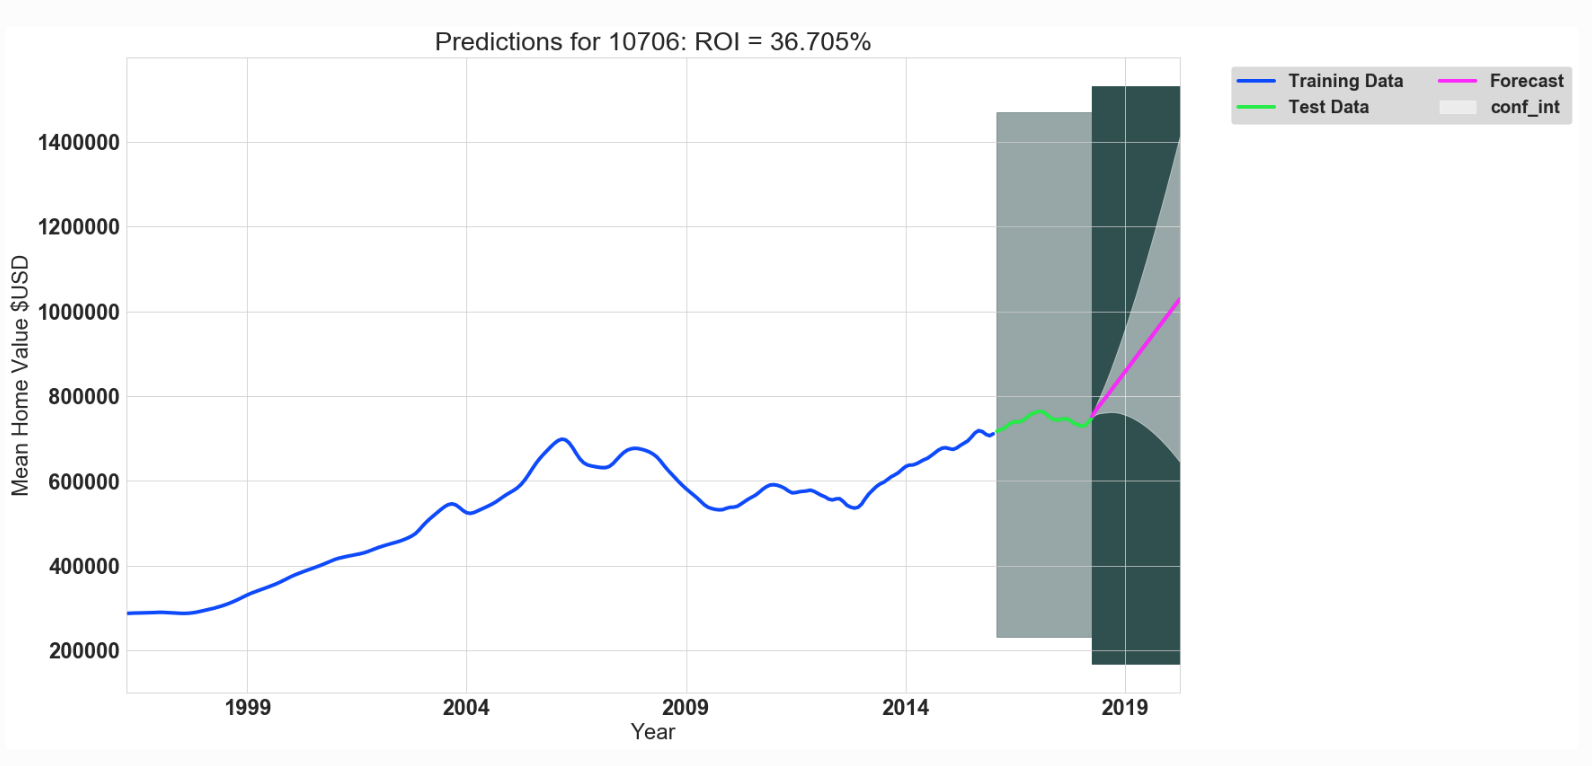 Predictions for 10706: ROI = 36.705%
Training Data
Forecast
Test Data
conf_int
Mean Home Value $USD
1400000
1200000
1000000
800000
600000
400000
200000
1999
2004
2009
2014
2019
Year